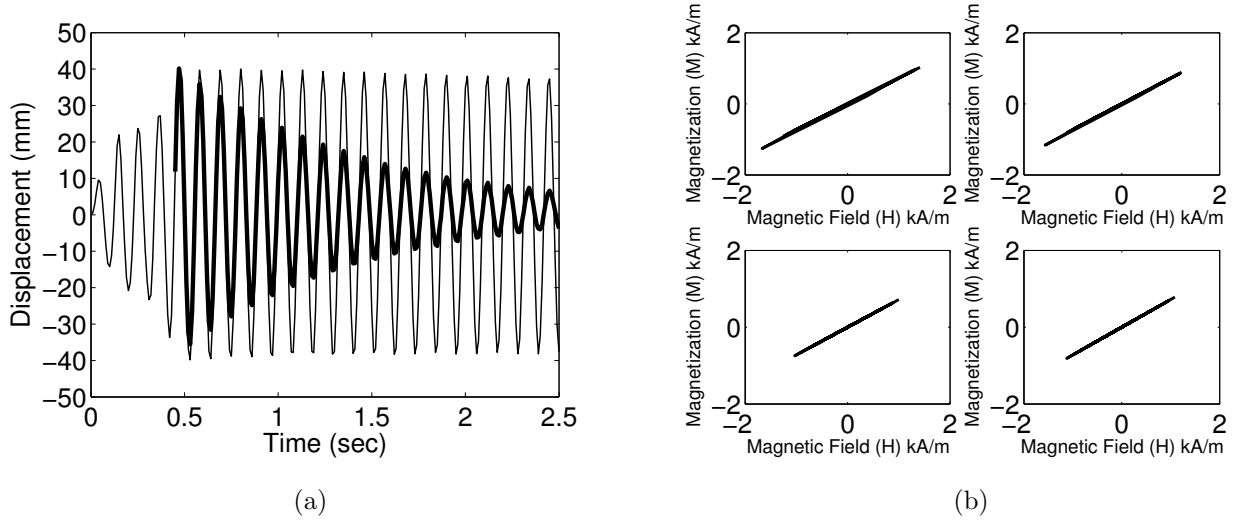 50
40
30
20
10
0
−10
−20
−30
−40
−50
Displacement (mm)
0 0.5 1 1.5 2 2.5
Time (sec)
(a)
2
0
−2
Magnetization (M) kA/m
−2 0 2
Magnetic Field (H) kA/m
2
0
−2
Magnetization (M) kA/m
−2 0 2
Magnetic Field (H) kA/m
2
0
−2
Magnetization (M) kA/m
−2 0 2
Magnetic Field (H) kA/m
2
0
−2
Magnetization (M) kA/m
−2 0 2
Magnetic Field (H) kA/m
(b)